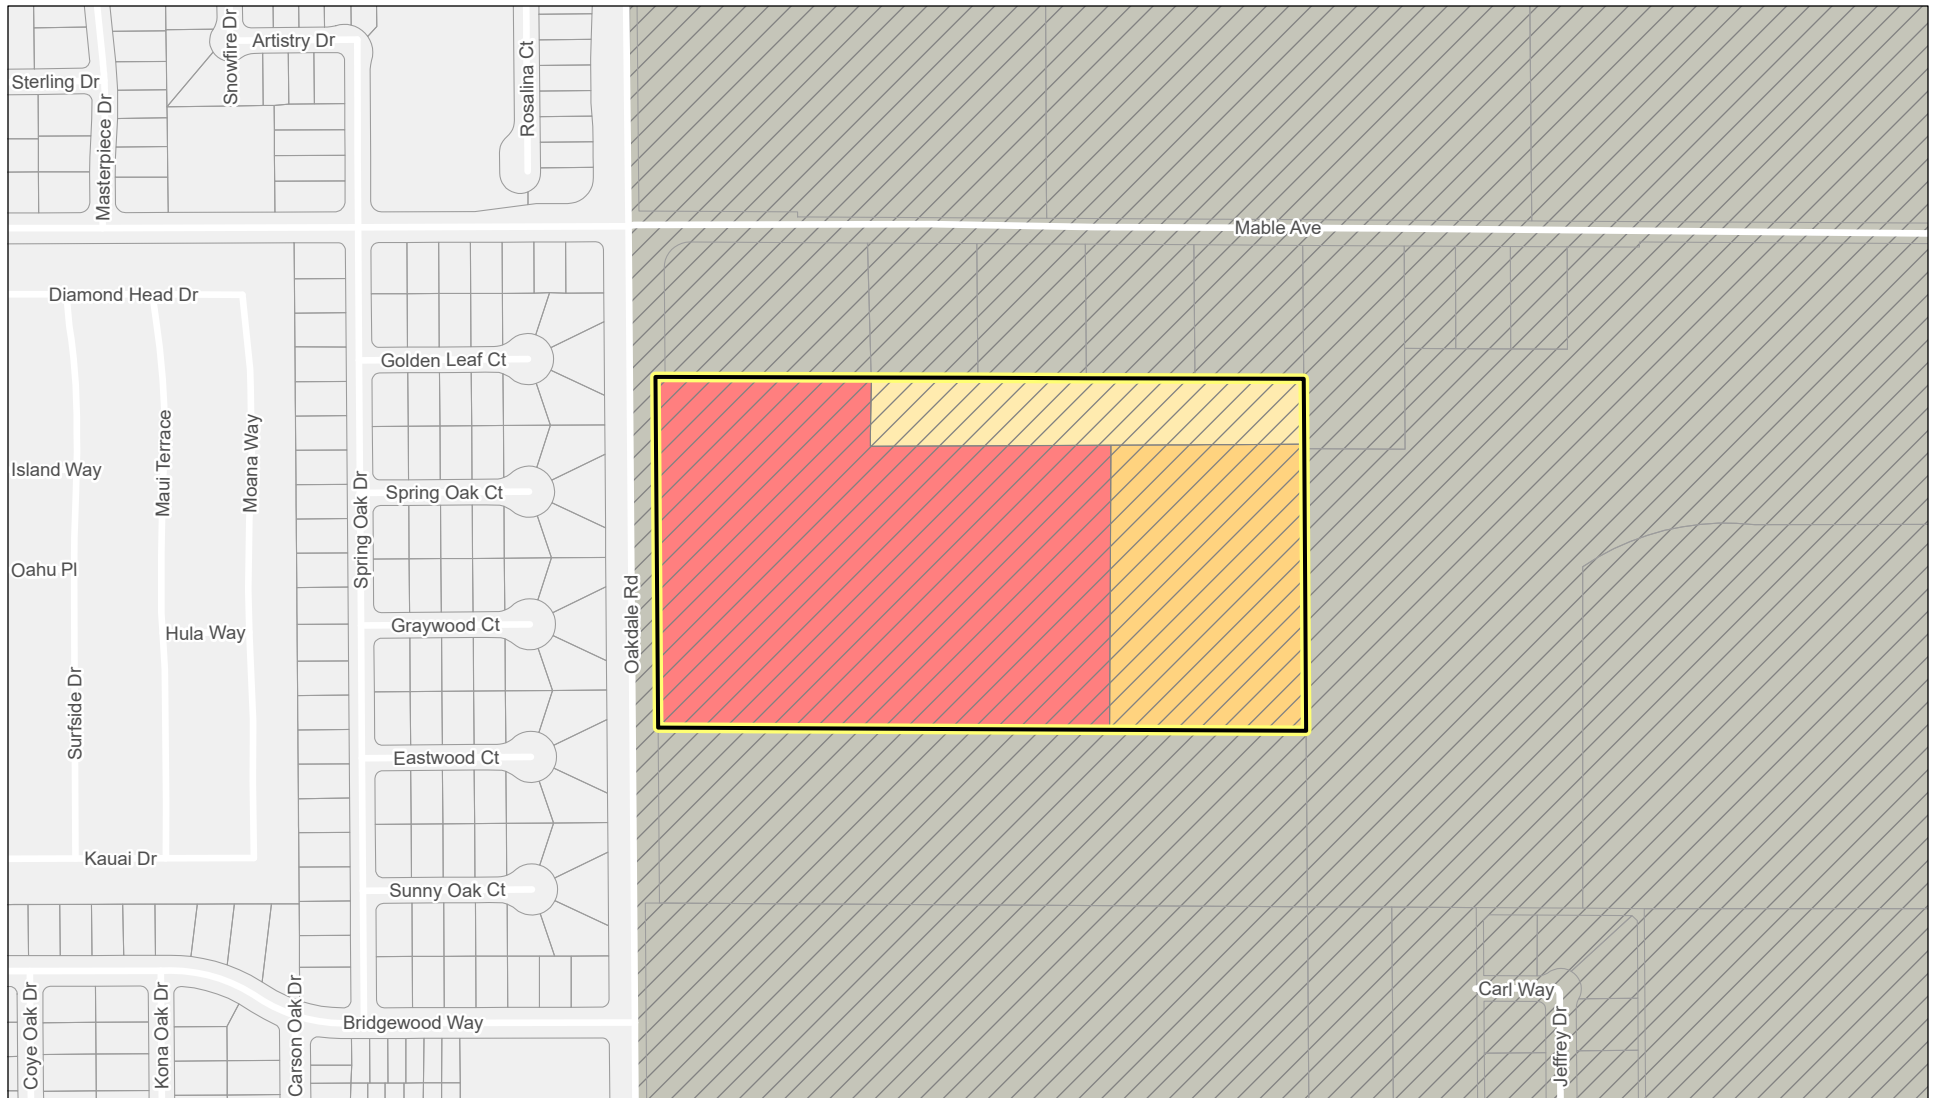 Snowfire Dr
Artistry Dr
Rosalina Ct
Sterling Dr
Masterpiece Dr
Mable Ave
Diamond Head Dr
Golden Leaf Ct
Maui Terrace
Moana Way
Island Way
Spring Oak Dr
Spring Oak Ct
Oahu Pl
Oakdale Rd
Graywood Ct
Hula Way
Surfside Dr
Eastwood Ct
Kauai Dr
Sunny Oak Ct
Coye Oak Dr
Kona Oak Dr
Carson Oak Dr
Bridgewood Way
Carl Way
Jeffrey Dr